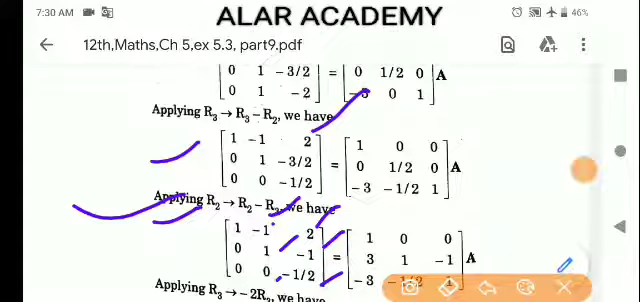 7:30 AM
46%
ALAR ACADEMY
12th,Maths,Ch 5,ex 5.3, part9.pdf
0 1 −3/2 = 0 1/2 0 A
0 1 −2 −3 0 1
Applying R₃ → R₃ − R₂, we have
1 −1 2 1 0 0
0 1 −3/2 = 0 1/2 0 A
0 0 −1/2 −3 −1/2 1
Applying R₂ → R₂ − R₃, we have
1 −1 2 1 0 0
0 1 −1 = 3 1 −1 A
0 0 −1/2 −3 −1/2 1
Applying R₃ → −2R₃, we have